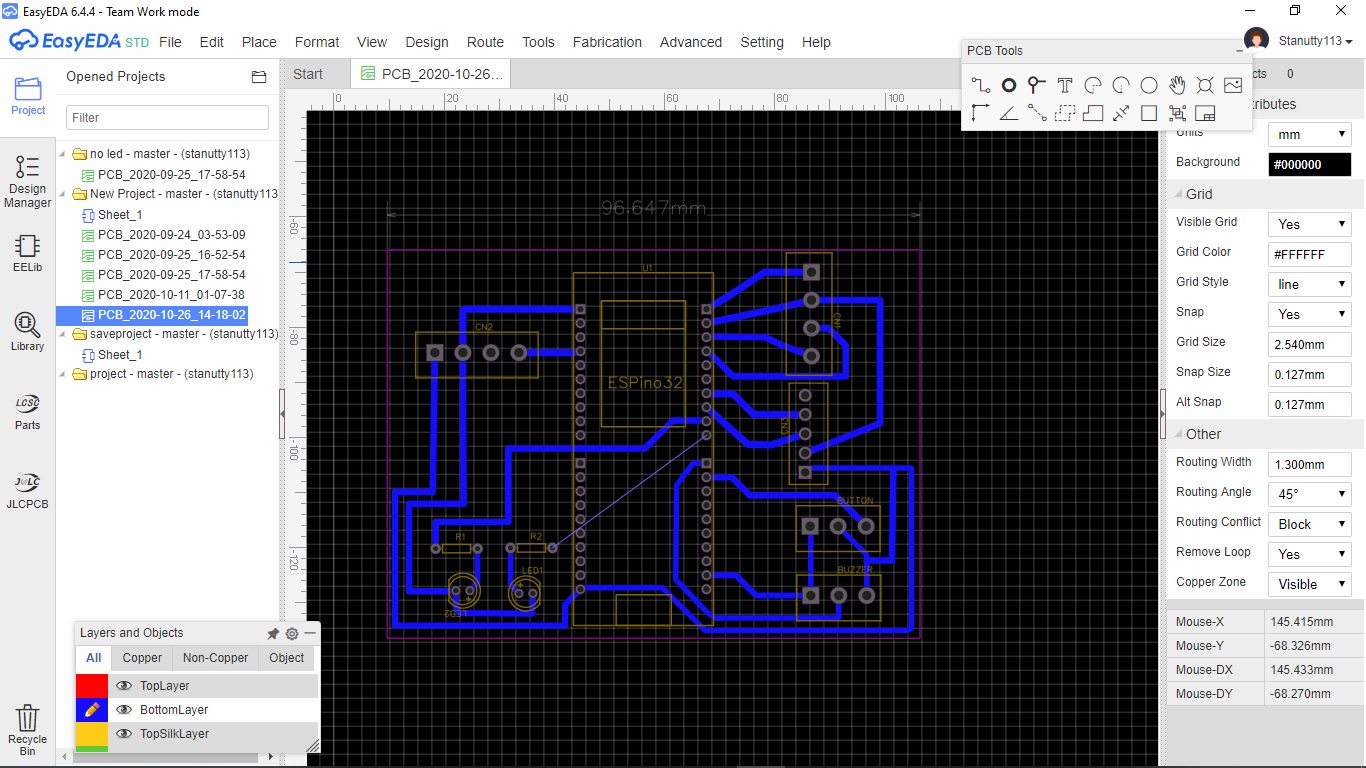 EasyEDA 6.4.4 - Team Work mode
EasyEDA STD File Edit Place Format View Design Route Tools Fabrication Advanced Setting Help
Stanutty113
PCB Tools
Project
Design Manager
EELib
Library
LCSC
Parts
JLCPCB
Recycle Bin
Opened Projects
Filter
no led - master - (stanutty113)
PCB_2020-09-25_17-58-54
New Project - master - (stanutty113
Sheet_1
PCB_2020-09-24_03-53-09
PCB_2020-09-25_16-52-54
PCB_2020-09-25_17-58-54
PCB_2020-10-11_01-07-38
PCB_2020-10-26_14-18-02
saveproject - master - (stanutty113)
Sheet_1
project - master - (stanutty113)
Start PCB_2020-10-26...
0 20 40 60 80 100
-60
-80
-100
-120
96.647mm
U1
CN2
CN1
ESPino32
CN3
BUTTON
R1 R2
LED1
BUZZER
LED2
Layers and Objects
All Copper Non-Copper Object
TopLayer
BottomLayer
TopSilkLayer
cts 0
tributes
Units mm
Background #000000
Grid
Visible Grid Yes
Grid Color #FFFFFF
Grid Style line
Snap Yes
Grid Size 2.540mm
Snap Size 0.127mm
Alt Snap 0.127mm
Other
Routing Width 1.300mm
Routing Angle 45°
Routing Conflict Block
Remove Loop Yes
Copper Zone Visible
Mouse-X 145.415mm
Mouse-Y -68.326mm
Mouse-DX 145.433mm
Mouse-DY -68.270mm